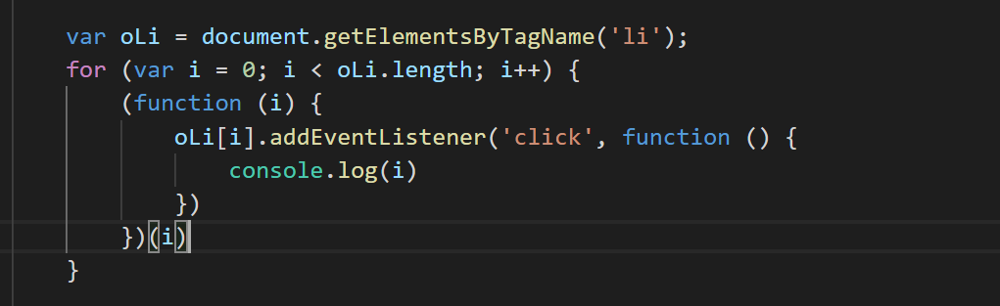 var oLi = document.getElementsByTagName('li');
for (var i = 0; i < oLi.length; i++) {
(function (i) {
oLi[i].addEventListener('click', function () {
console.log(i)
})
})(i)
}